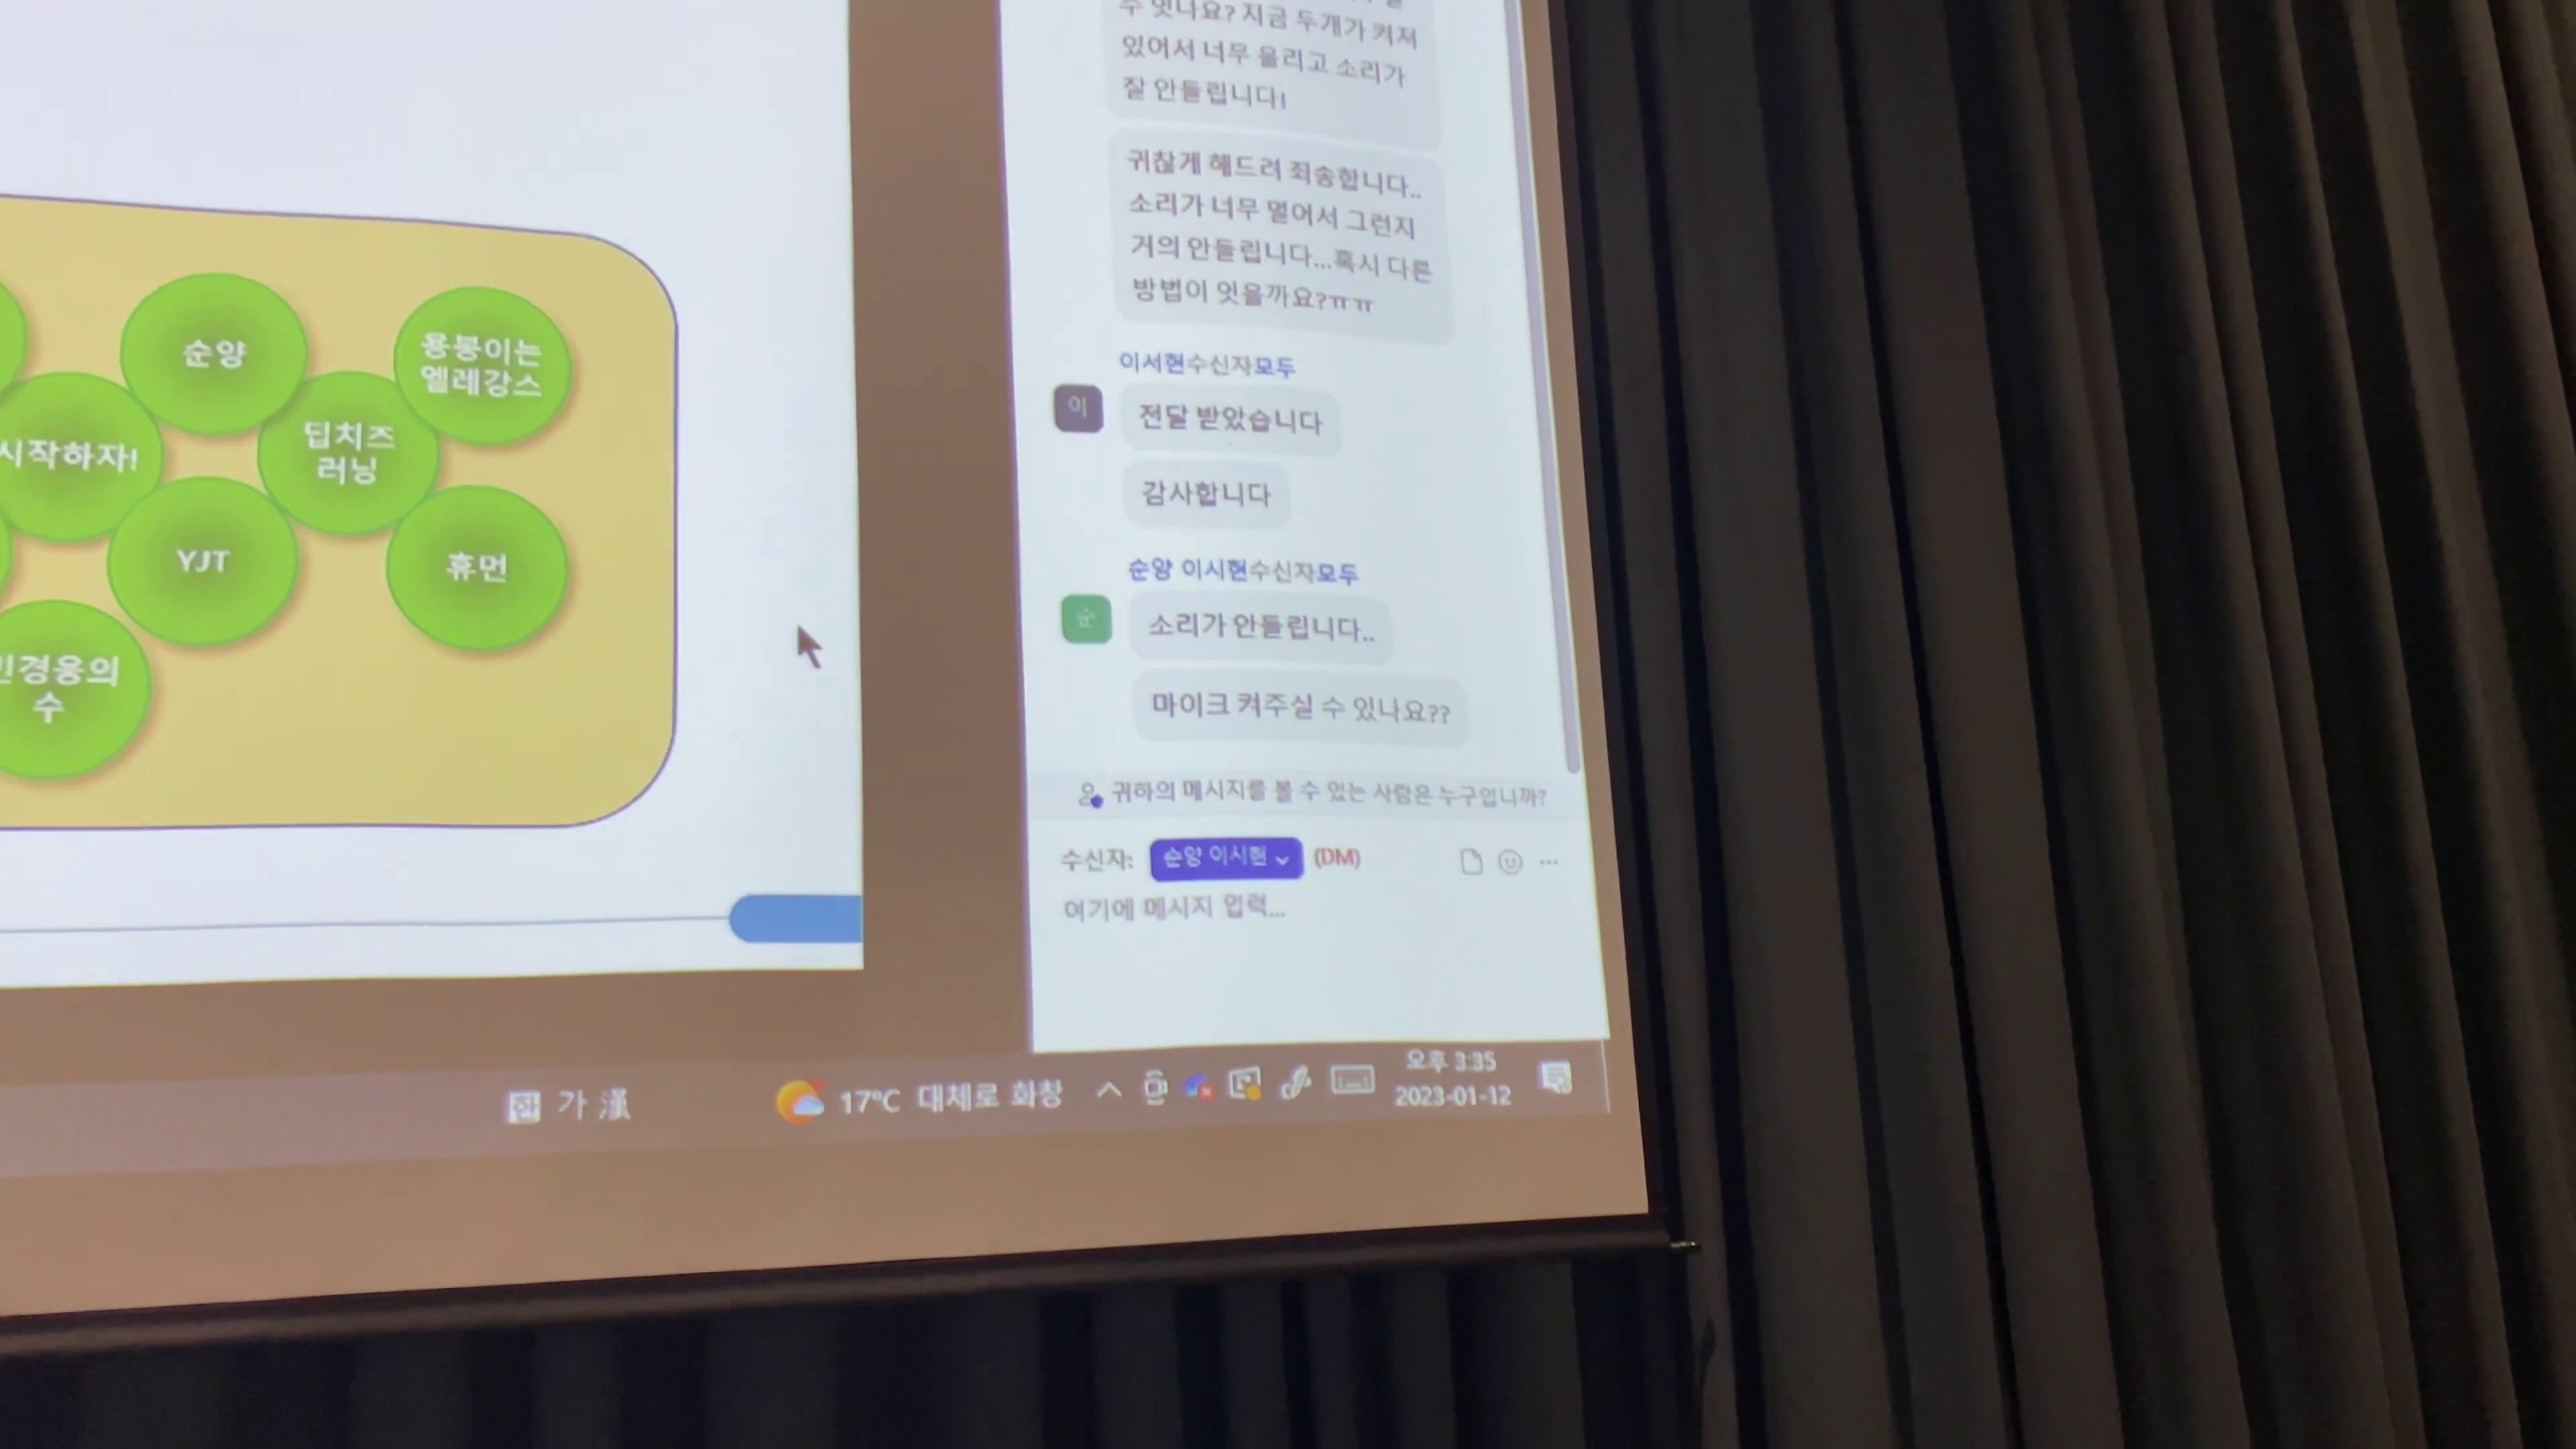 순양
용봉이는
엘레강스
시작하자!
딥치즈
러닝
YJT
휴먼
민경융의
수
수 잇나요? 지금 두개가 켜져
있어서 너무 울리고 소리가
잘 안들립니다!
귀찮게 해드려 죄송합니다..
소리가 너무 멀어서 그런지
거의 안들립니다...혹시 다른
방법이 잇을까요?ㅠㅠ
이서현수신자모두
이
전달 받았습니다
감사합니다
순양 이시현수신자모두
순
소리가 안들립니다..
마이크 켜주실 수 있나요??
귀하의 메시지를 볼 수 있는 사람은 누구입니까?
수신자: 순양 이시현 (DM)
여기에 메시지 입력...
한 가 漢
17°C 대체로 화창
오후 3:35
2023-01-12